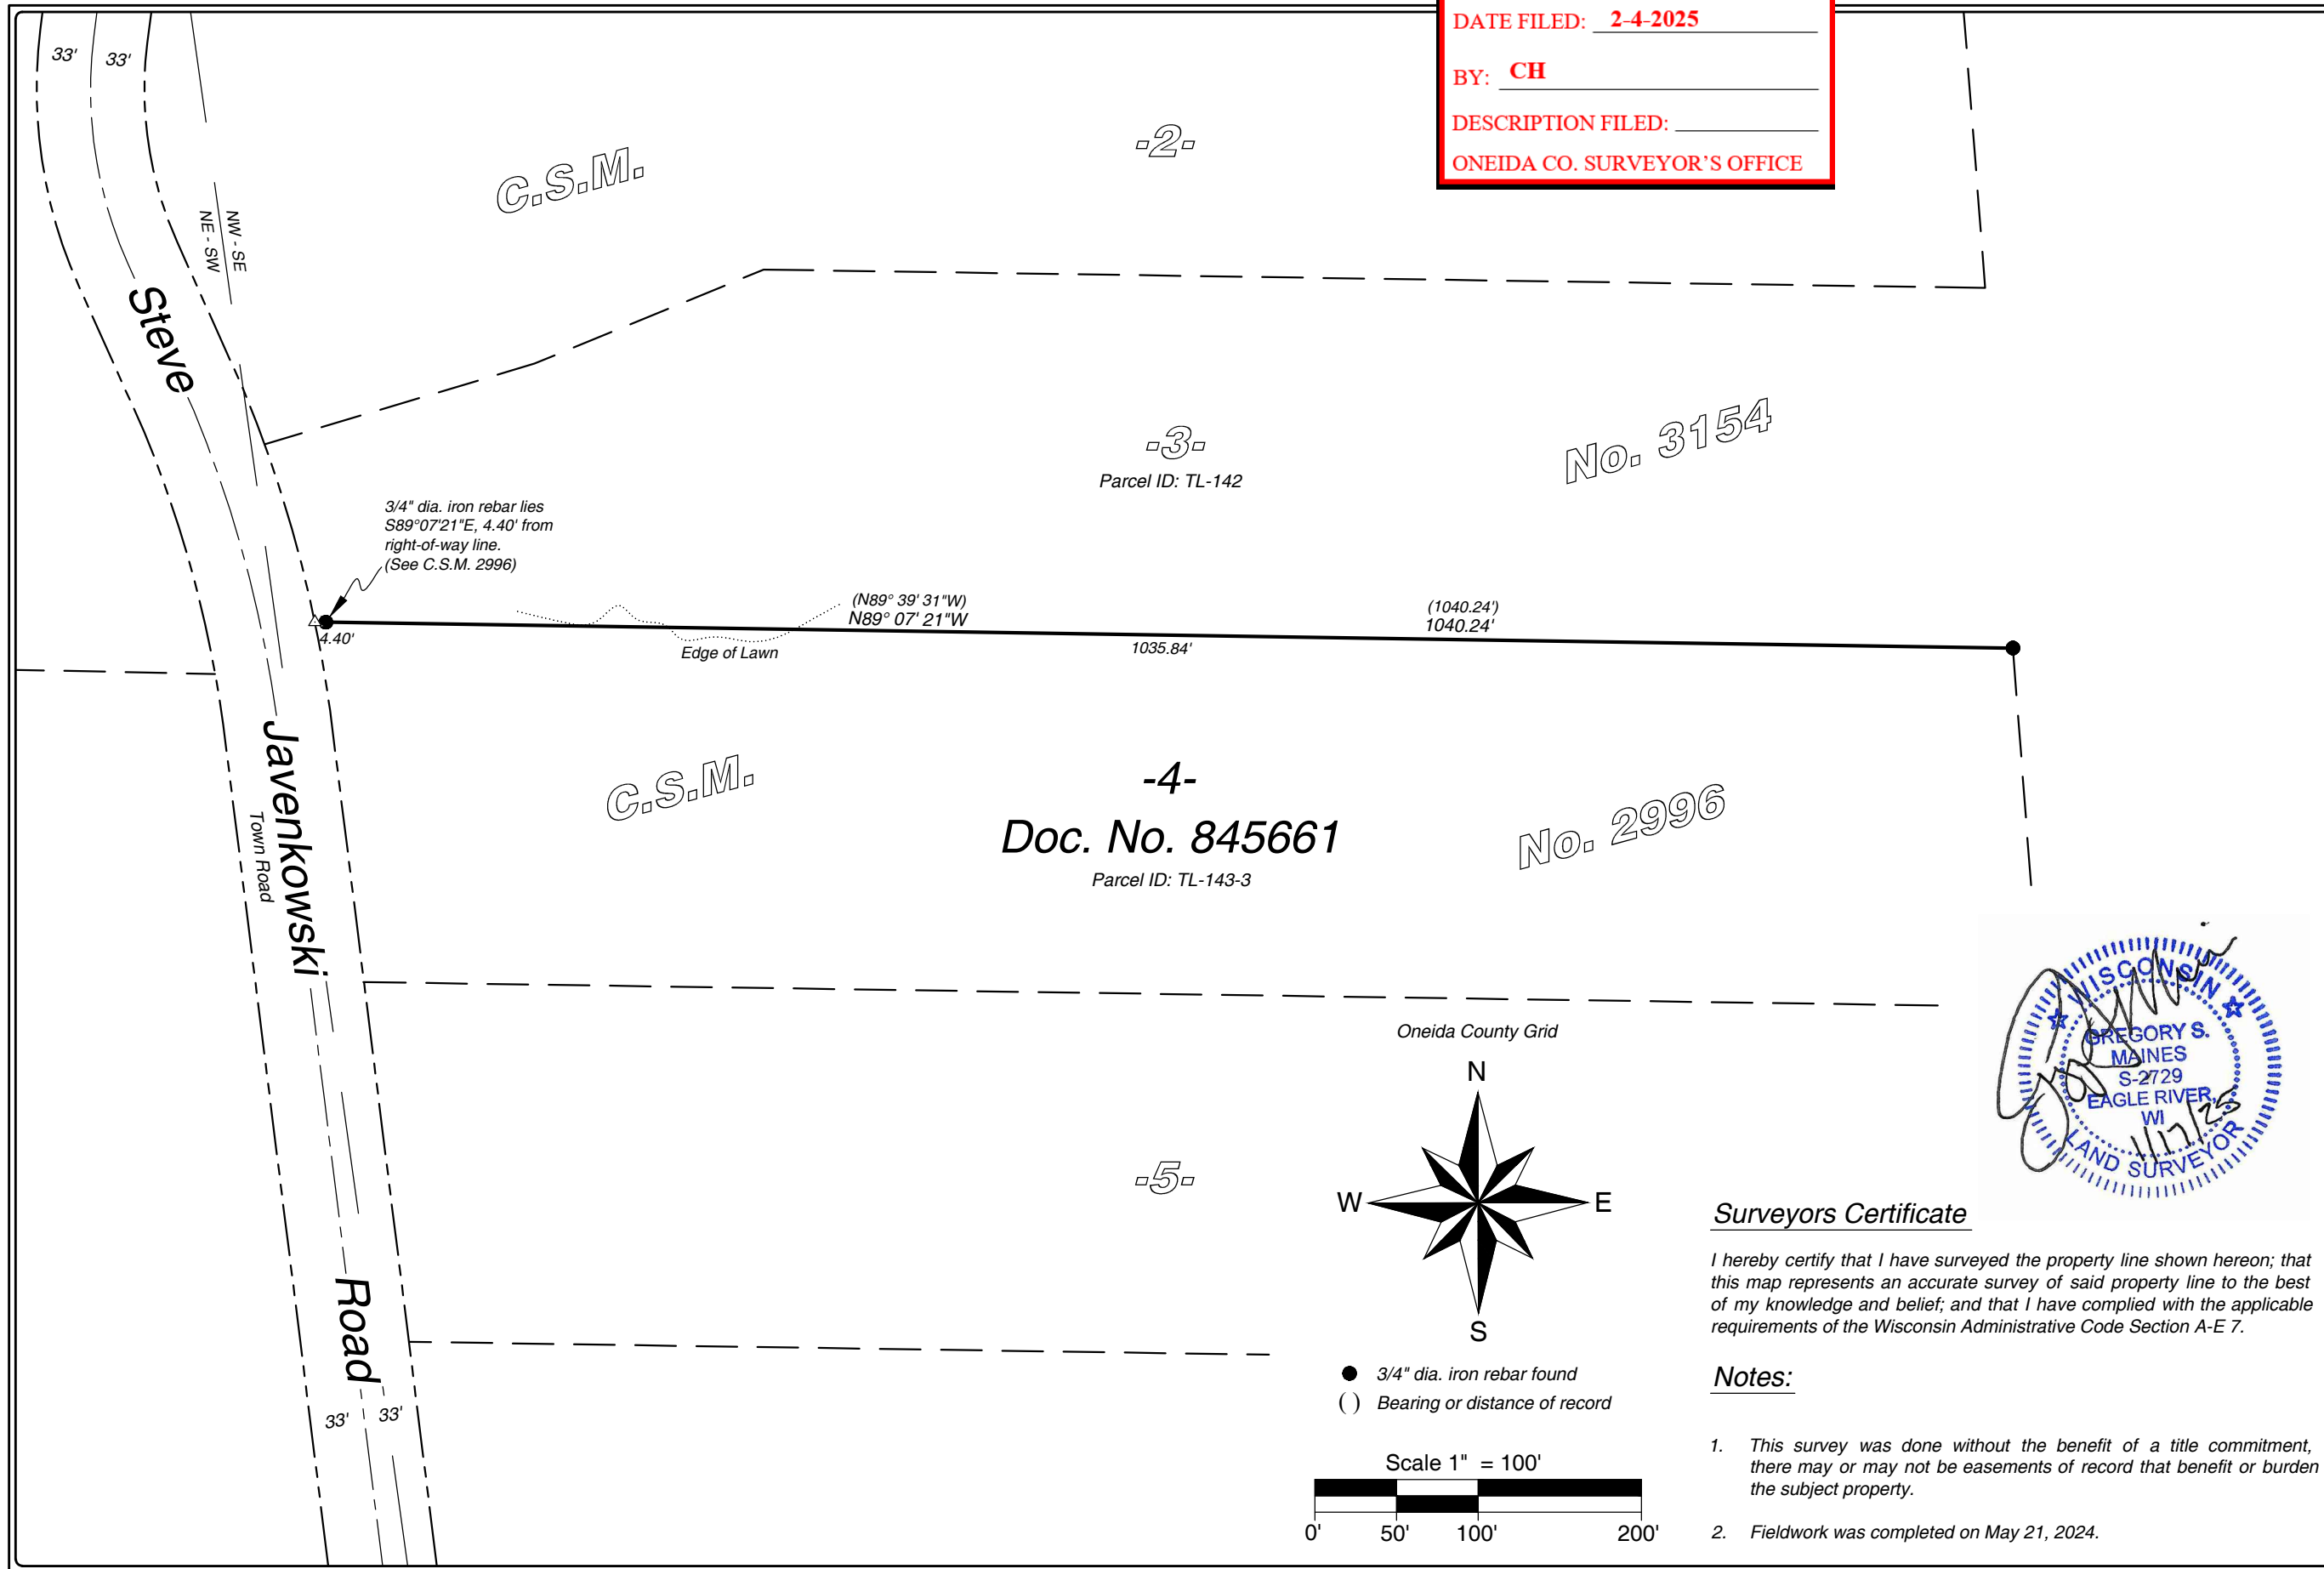 DATE FILED: 2-4-2025
BY: CH
DESCRIPTION FILED:
ONEIDA CO. SURVEYOR'S OFFICE
33' 33'
-2-
C.S.M.
NW - SE
NE - SW
Steve
-3-
Parcel ID: TL-142
No. 3154
3/4" dia. iron rebar lies
S89°07'21"E, 4.40' from
right-of-way line.
(See C.S.M. 2996)
(N89° 39' 31"W)
N89° 07' 21"W
(1040.24')
1040.24'
4.40'
Edge of Lawn
1035.84'
Javenkowski
Town Road
C.S.M.
-4-
Doc. No. 845661
Parcel ID: TL-143-3
No. 2996
Oneida County Grid
N
W E
S
-5-
Road
33' 33'
WISCONSIN
GREGORY S.
MAINES
S-2729
EAGLE RIVER,
WI
1/17/25
LAND SURVEYOR
Surveyors Certificate
I hereby certify that I have surveyed the property line shown hereon; that
this map represents an accurate survey of said property line to the best
of my knowledge and belief; and that I have complied with the applicable
requirements of the Wisconsin Administrative Code Section A-E 7.
3/4" dia. iron rebar found
( ) Bearing or distance of record
Scale 1" = 100'
0' 50' 100' 200'
Notes:
1. This survey was done without the benefit of a title commitment,
there may or may not be easements of record that benefit or burden
the subject property.
2. Fieldwork was completed on May 21, 2024.